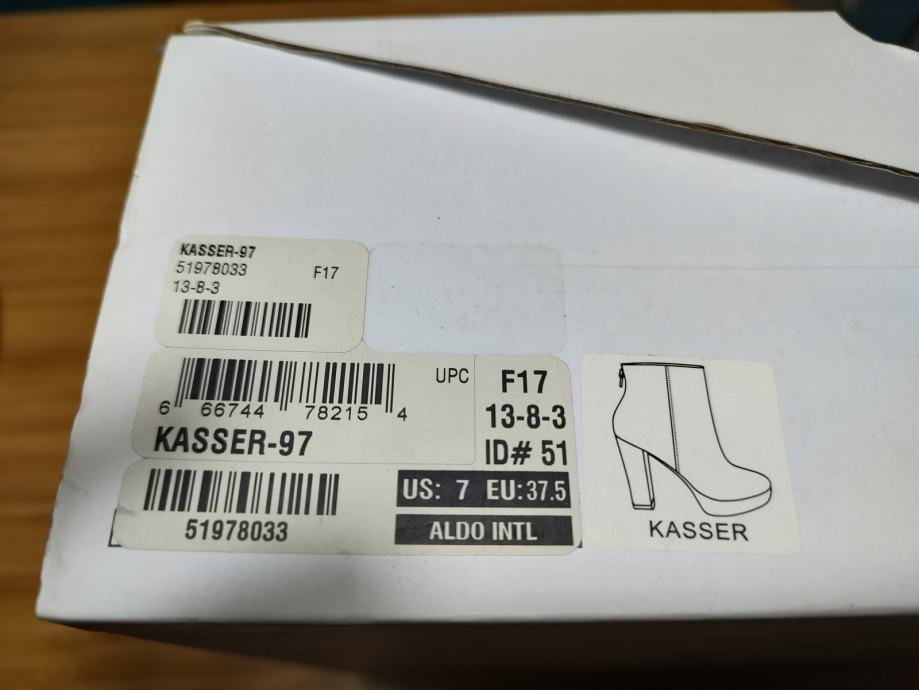 KASSER-97
51978033 F17
13-8-3
UPC
6 66744 78215 4
KASSER-97
F17
13-8-3
ID# 51
51978033
US: 7 EU:37.5
ALDO INTL
KASSER